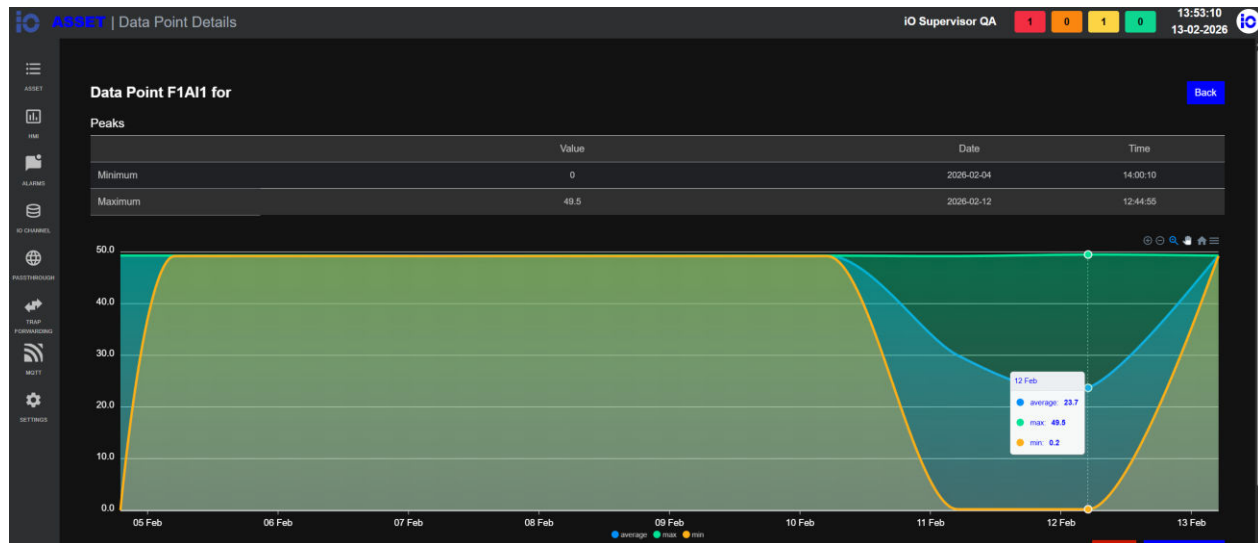 iO ASSET | Data Point Details
iO Supervisor QA 1 0 1 0 13:53:10
13-02-2026
iO
ASSET
HMI
ALARMS
IO CHANNEL
PASSTHROUGH
TRAP
FORWARDING
MQTT
SETTINGS
Data Point F1AI1 for
Back
Peaks
Value Date Time
Minimum 0 2026-02-04 14:00:10
Maximum 49.5 2026-02-12 12:44:55
50.0
40.0
30.0
20.0
10.0
0.0
12 Feb
average: 23.7
max: 49.5
min: 0.2
05 Feb 06 Feb 07 Feb 08 Feb 09 Feb 10 Feb 11 Feb 12 Feb 13 Feb
average max min